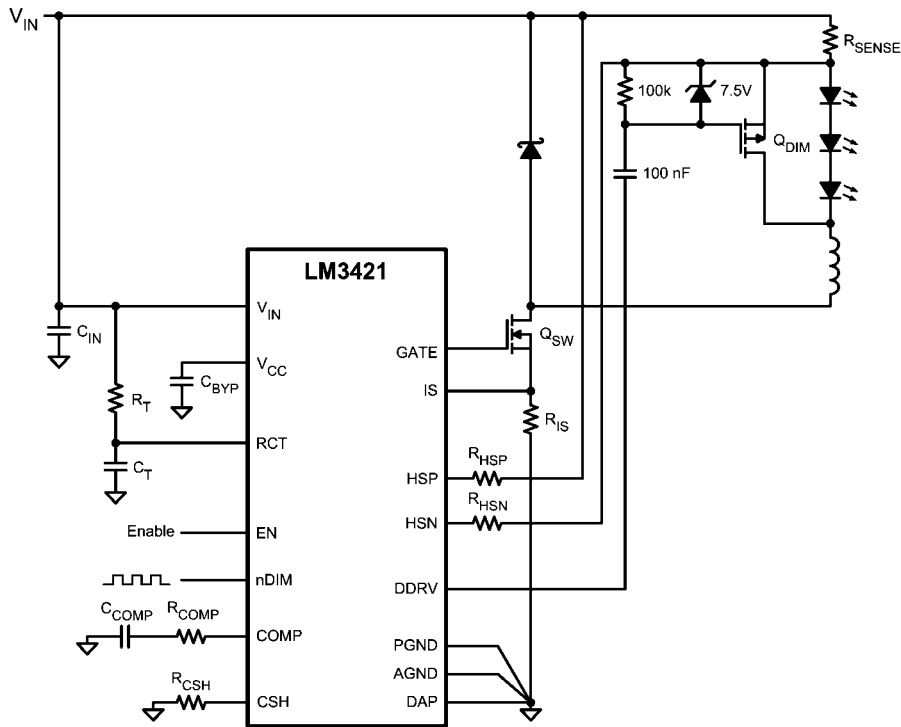 VIN
RSENSE
100k
7.5V
QDIM
100 nF
LM3421
VIN
CIN
GATE
QSW
VCC
CBYP
IS
RT
RIS
RCT
CT
HSP
RHSP
HSN
RHSN
Enable
EN
nDIM
DDRV
CCOMP
RCOMP
COMP
PGND
AGND
RCSH
CSH
DAP